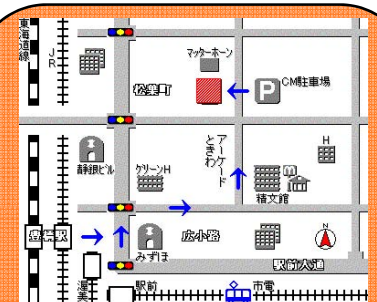 東海道線
JR
マッターホーン
松葉町
P CM駐車場
アーケード
ときわ
H
静銀ビル
グリーンH
精文館
豊橋駅
広小路
みずほ
N
駅前大通
渥美
駅前
市電